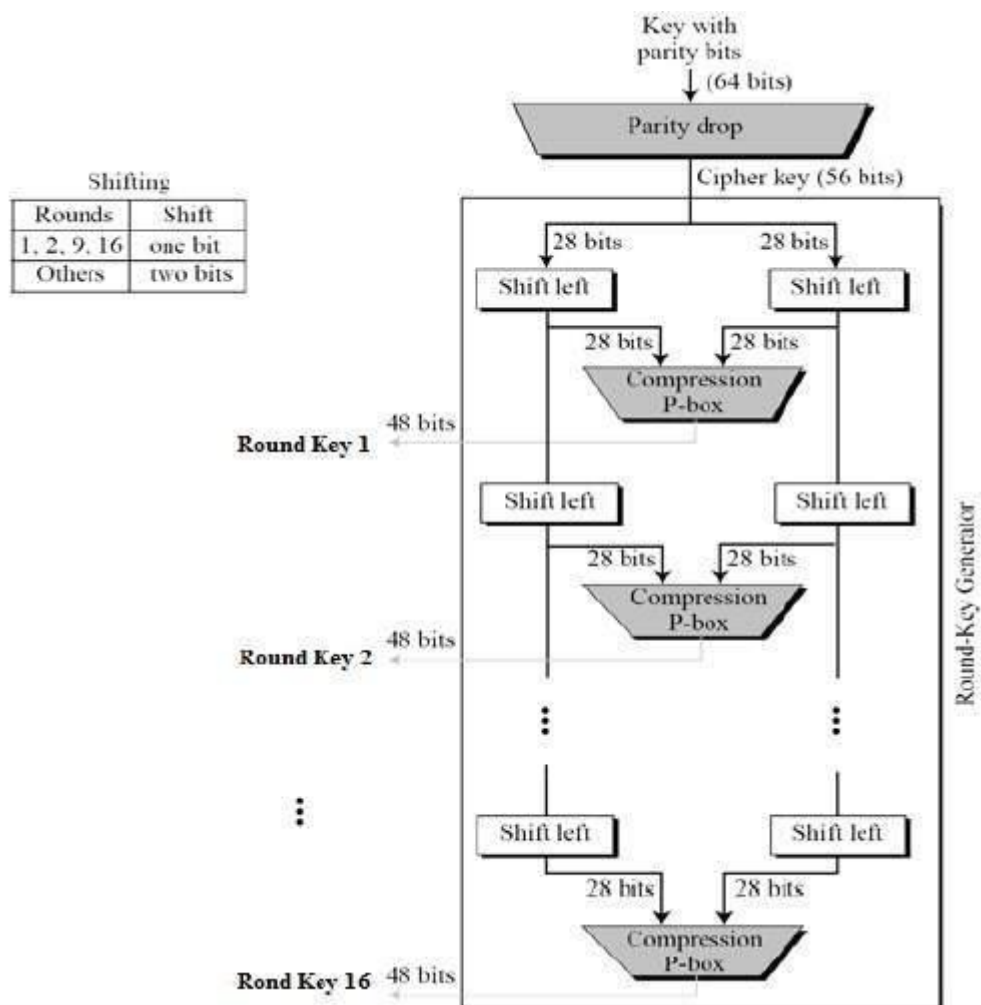 Key with
parity bits
(64 bits)
Parity drop
Cipher key (56 bits)
Shifting
Rounds Shift
1, 2, 9, 16 one bit
Others two bits
28 bits 28 bits
Shift left Shift left
28 bits 28 bits
Compression
P-box
48 bits
Round Key 1
Shift left Shift left
28 bits 28 bits
Compression
P-box
48 bits
Round Key 2
Round-Key Generator
Shift left Shift left
28 bits 28 bits
Compression
P-box
48 bits
Rond Key 16